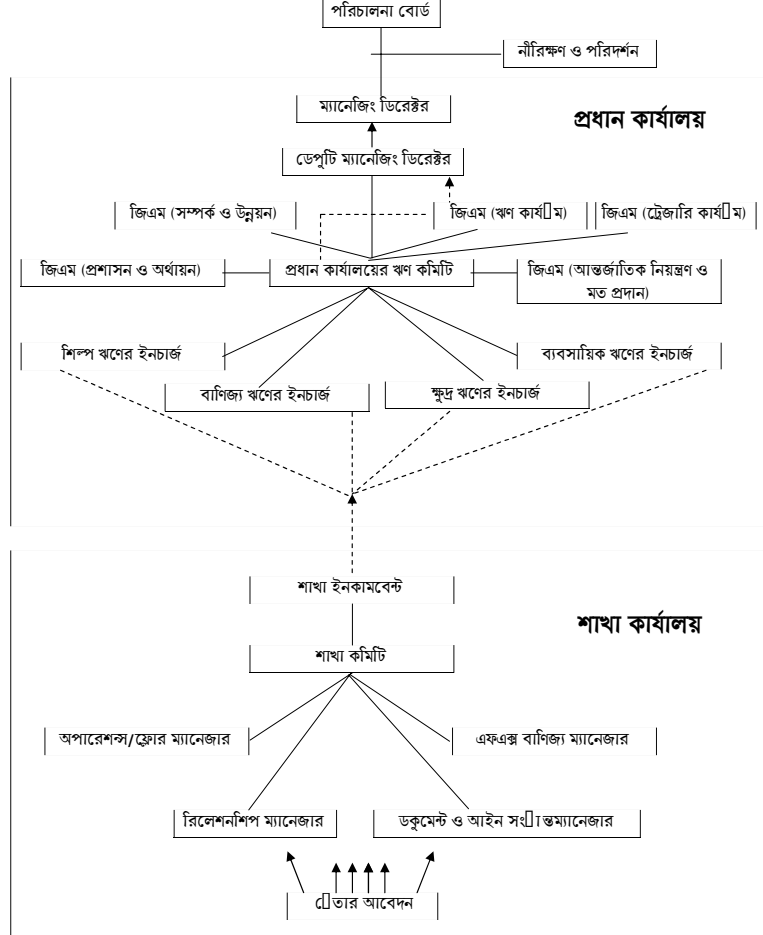 পরিচালনা বোর্ড
নীরিক্ষণ ও পরিদর্শন
ম্যানেজিং ডিরেক্টর
প্রধান কার্যালয়
ডেপুটি ম্যানেজিং ডিরেক্টর
জিএম (সম্পর্ক ও উন্নয়ন)
জিএম (ঋণ কার্য▯ম)
জিএম (ট্রেজারি কার্য▯ম)
জিএম (প্রশাসন ও অর্থায়ন)
প্রধান কার্যালয়ের ঋণ কমিটি
জিএম (আন্তর্জাতিক নিয়ন্ত্রণ ও
মত প্রদান)
শিল্প ঋণের ইনচার্জ
ব্যবসায়িক ঋণের ইনচার্জ
বাণিজ্য ঋণের ইনচার্জ
ক্ষুদ্র ঋণের ইনচার্জ
শাখা ইনকামবেন্ট
শাখা কার্যালয়
শাখা কমিটি
অপারেশন্স/ফ্লোর ম্যানেজার
এফএক্স বাণিজ্য ম্যানেজার
রিলেশনশিপ ম্যানেজার
ডকুমেন্ট ও আইন সং▯ান্তম্যানেজার
ে▯তার আবেদন